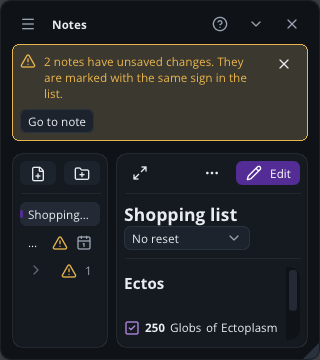 Notes
2 notes have unsaved changes. They
are marked with the same sign in the
list.
Go to note
Edit
Shopping...
...
1
Shopping list
No reset
Ectos
250 Globs of Ectoplasm